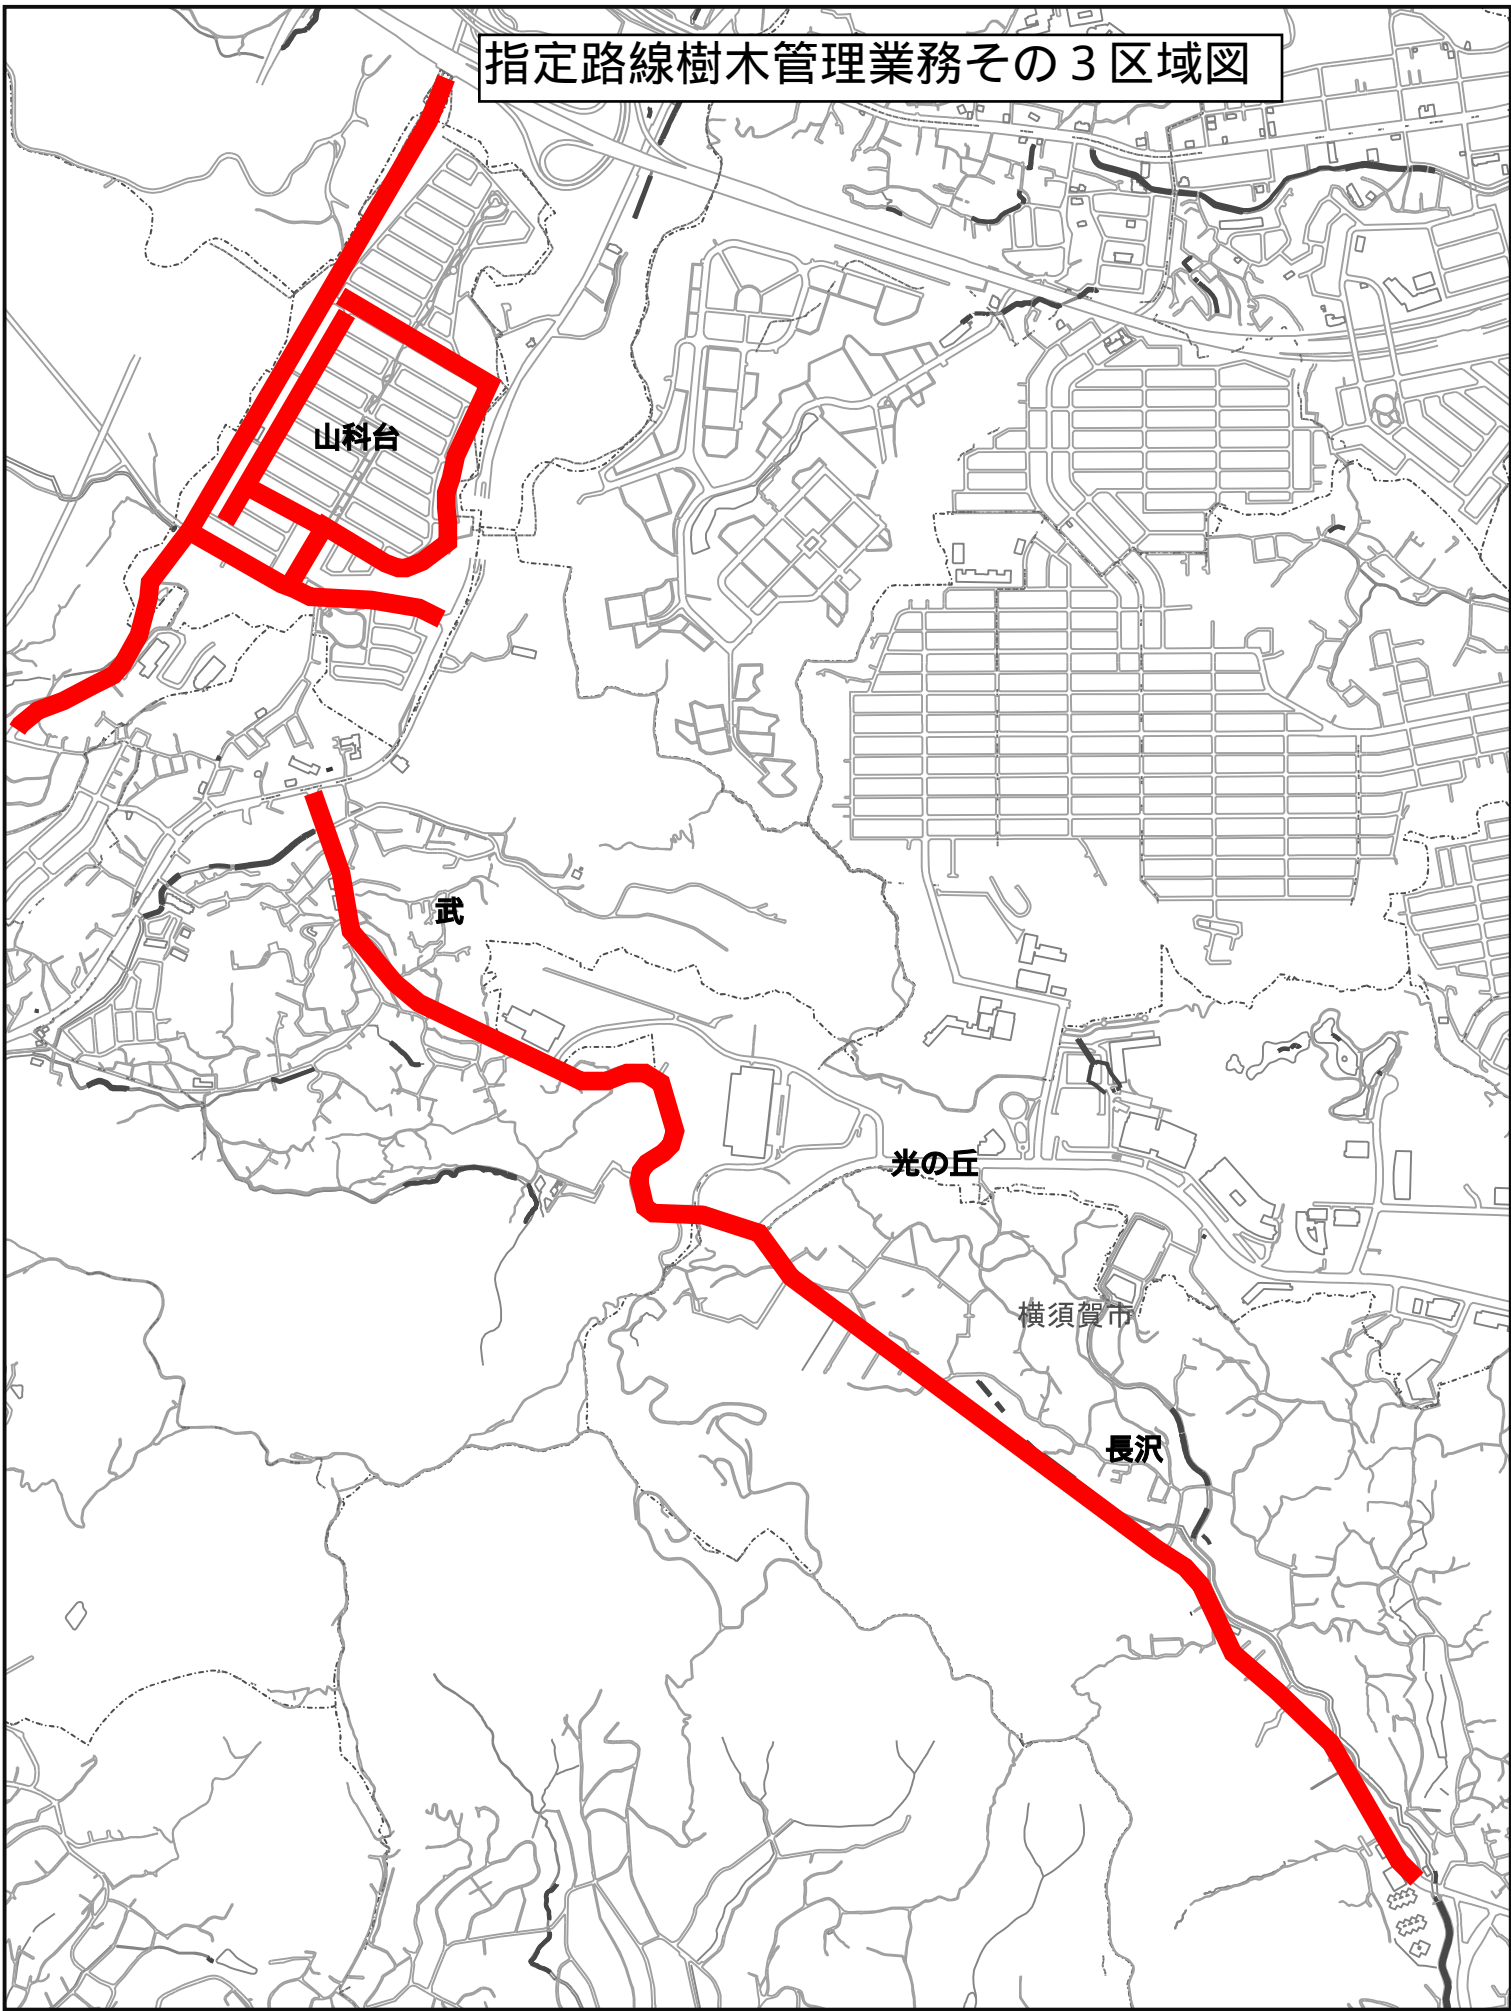 指定路線樹木管理業務その３区域図
山科台
武
光の丘
横須賀市
長沢